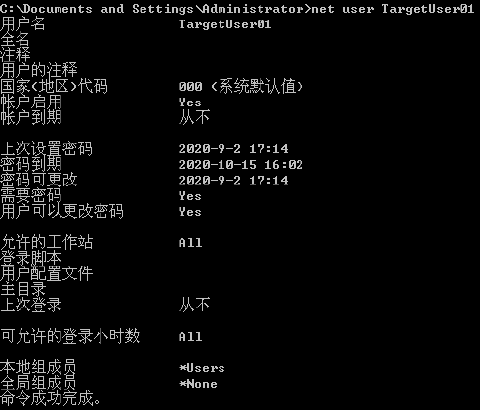 C:\Documents and Settings\Administrator>net user TargetUser01
用户名 TargetUser01
全名
注释
用户的注释
国家(地区)代码 000 (系统默认值)
帐户启用 Yes
帐户到期 从不
上次设置密码 2020-9-2 17:14
密码到期 2020-10-15 16:02
密码可更改 2020-9-2 17:14
需要密码 Yes
用户可以更改密码 Yes
允许的工作站 All
登录脚本
用户配置文件
主目录
上次登录 从不
可允许的登录小时数 All
本地组成员 *Users
全局组成员 *None
命令成功完成。